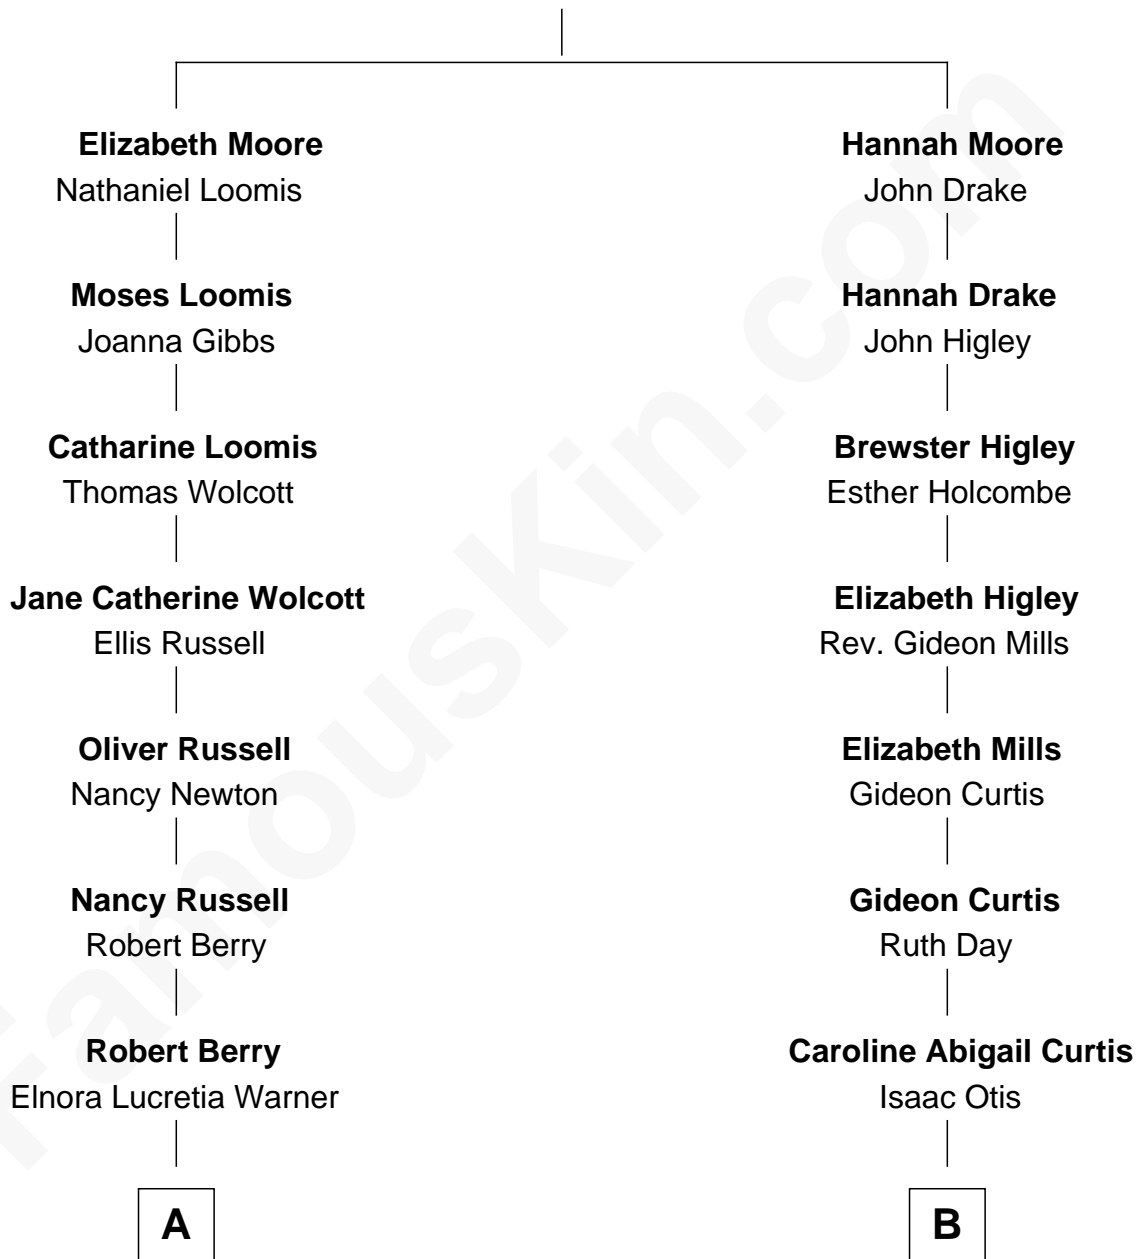 Elizabeth Moore
Nathaniel Loomis
Hannah Moore
John Drake
Moses Loomis
Joanna Gibbs
Hannah Drake
John Higley
Catharine Loomis
Thomas Wolcott
Brewster Higley
Esther Holcombe
Jane Catherine Wolcott
Ellis Russell
Elizabeth Higley
Rev. Gideon Mills
Oliver Russell
Nancy Newton
Elizabeth Mills
Gideon Curtis
Nancy Russell
Robert Berry
Gideon Curtis
Ruth Day
Robert Berry
Elnora Lucretia Warner
Caroline Abigail Curtis
Isaac Otis
A
B
FamousKin.com